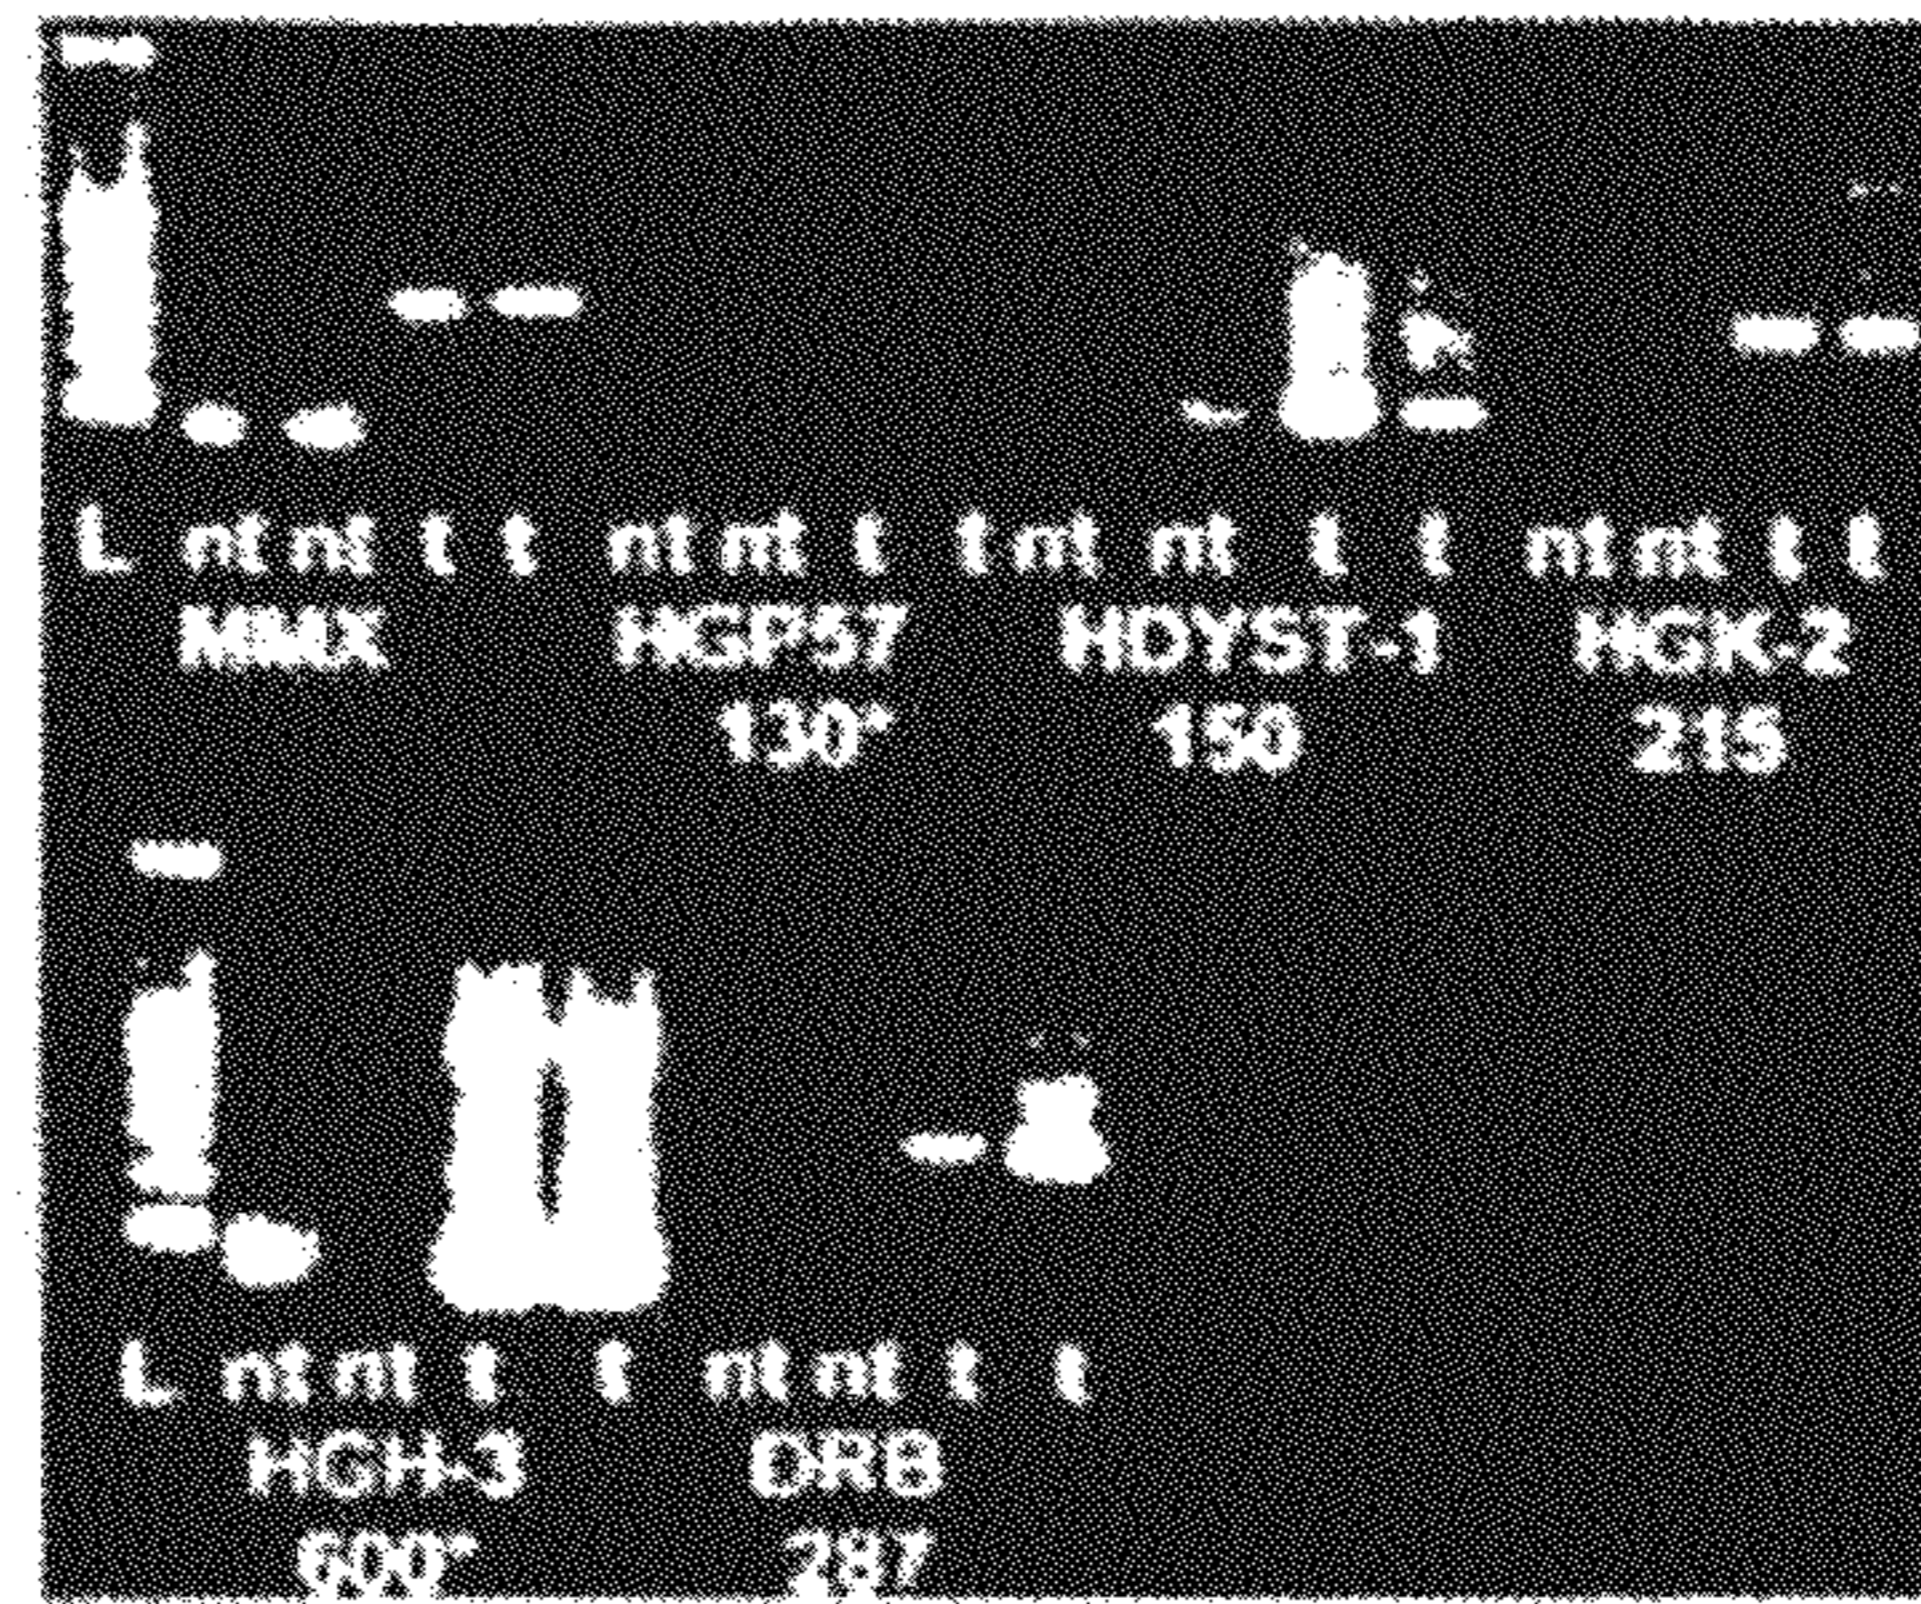 L nt nt t t nt nt t t nt nt t t nt nt t t
MMX HGP57 HDYST-1 HGK-2
130* 150 215
L nt nt t t nt nt t t
HGH-3 DRB
600* 287